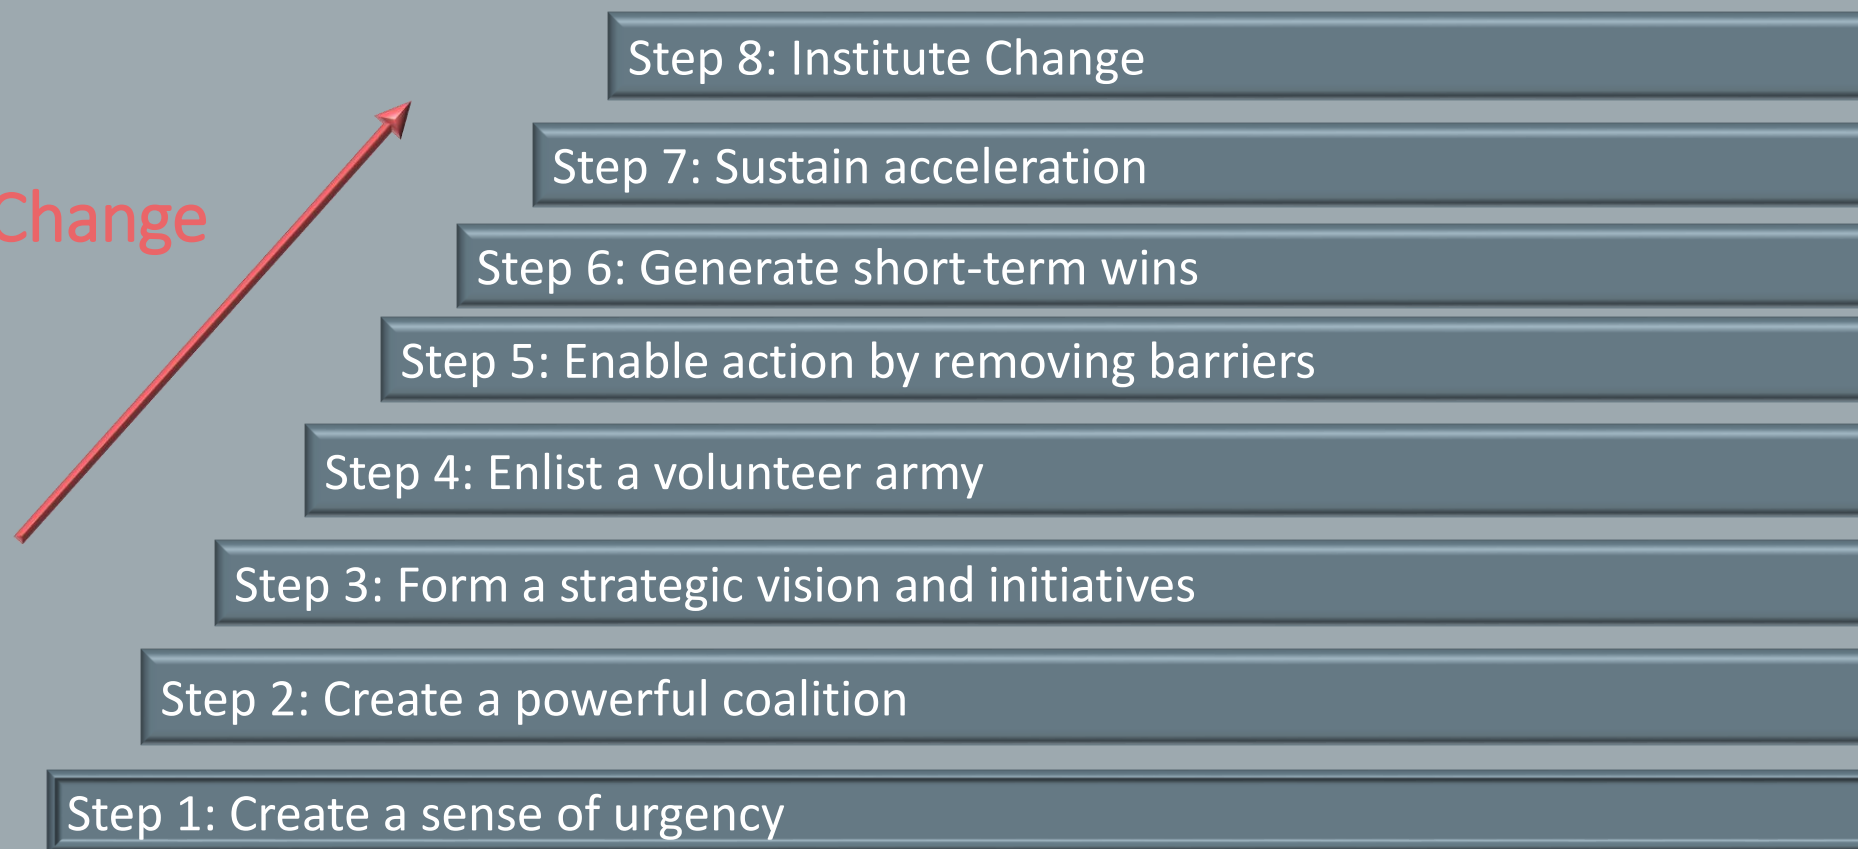 Step 8: Institute Change
Step 7: Sustain acceleration
Change
Step 6: Generate short-term wins
Step 5: Enable action by removing barriers
Step 4: Enlist a volunteer army
Step 3: Form a strategic vision and initiatives
Step 2: Create a powerful coalition
Step 1: Create a sense of urgency